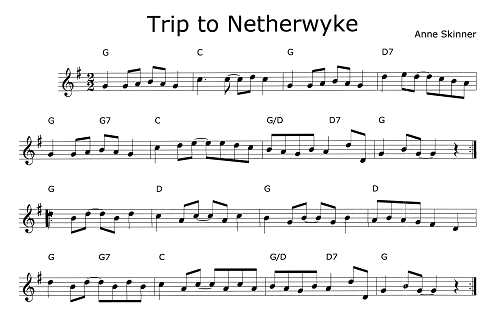 Trip to Netherwyke
Anne Skinner
G C G D7
G G7 C G/D D7 G
G D G D
G G7 C G/D D7 G